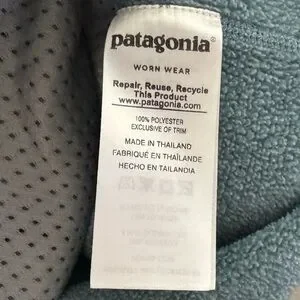 patagonia®
WORN WEAR
Repair, Reuse, Recycle
This Product
www.patagonia.com
100% POLYESTER
EXCLUSIVE OF TRIM
MADE IN THAILAND
FABRIQUÉ EN THAÏLANDE
HECHO EN TAILANDIA